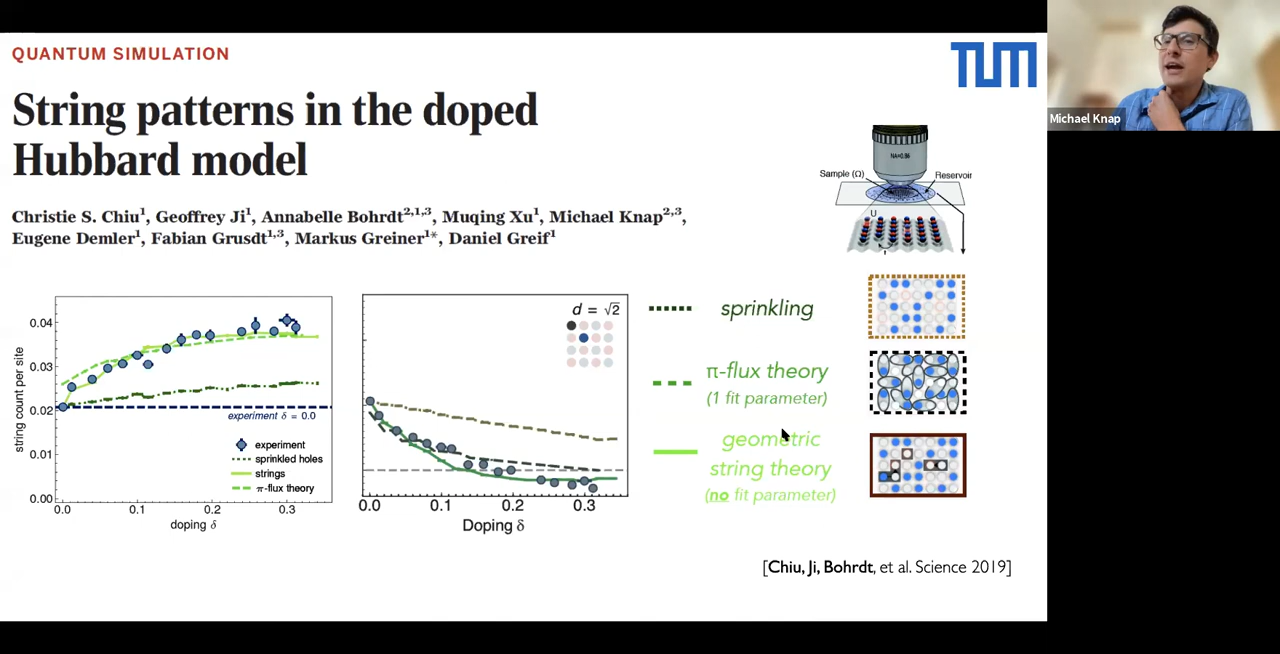 QUANTUM SIMULATION
TUM
String patterns in the doped
Hubbard model
Michael Knap
NA=0.86
Sample (Ω)
Reservoir
U
Christie S. Chiu¹, Geoffrey Ji¹, Annabelle Bohrdt²,¹,³, Muqing Xu¹, Michael Knap²,³,
Eugene Demler¹, Fabian Grusdt¹,³, Markus Greiner¹*, Daniel Greif¹
string count per site
0.04
0.03
0.02
0.01
0.00
experiment δ = 0.0
experiment
sprinkled holes
strings
π-flux theory
0.0 0.1 0.2 0.3
doping δ
d = √2
0.0 0.1 0.2 0.3
Doping δ
sprinkling
π-flux theory
(1 fit parameter)
geometric
string theory
(no fit parameter)
[Chiu, Ji, Bohrdt, et al. Science 2019]